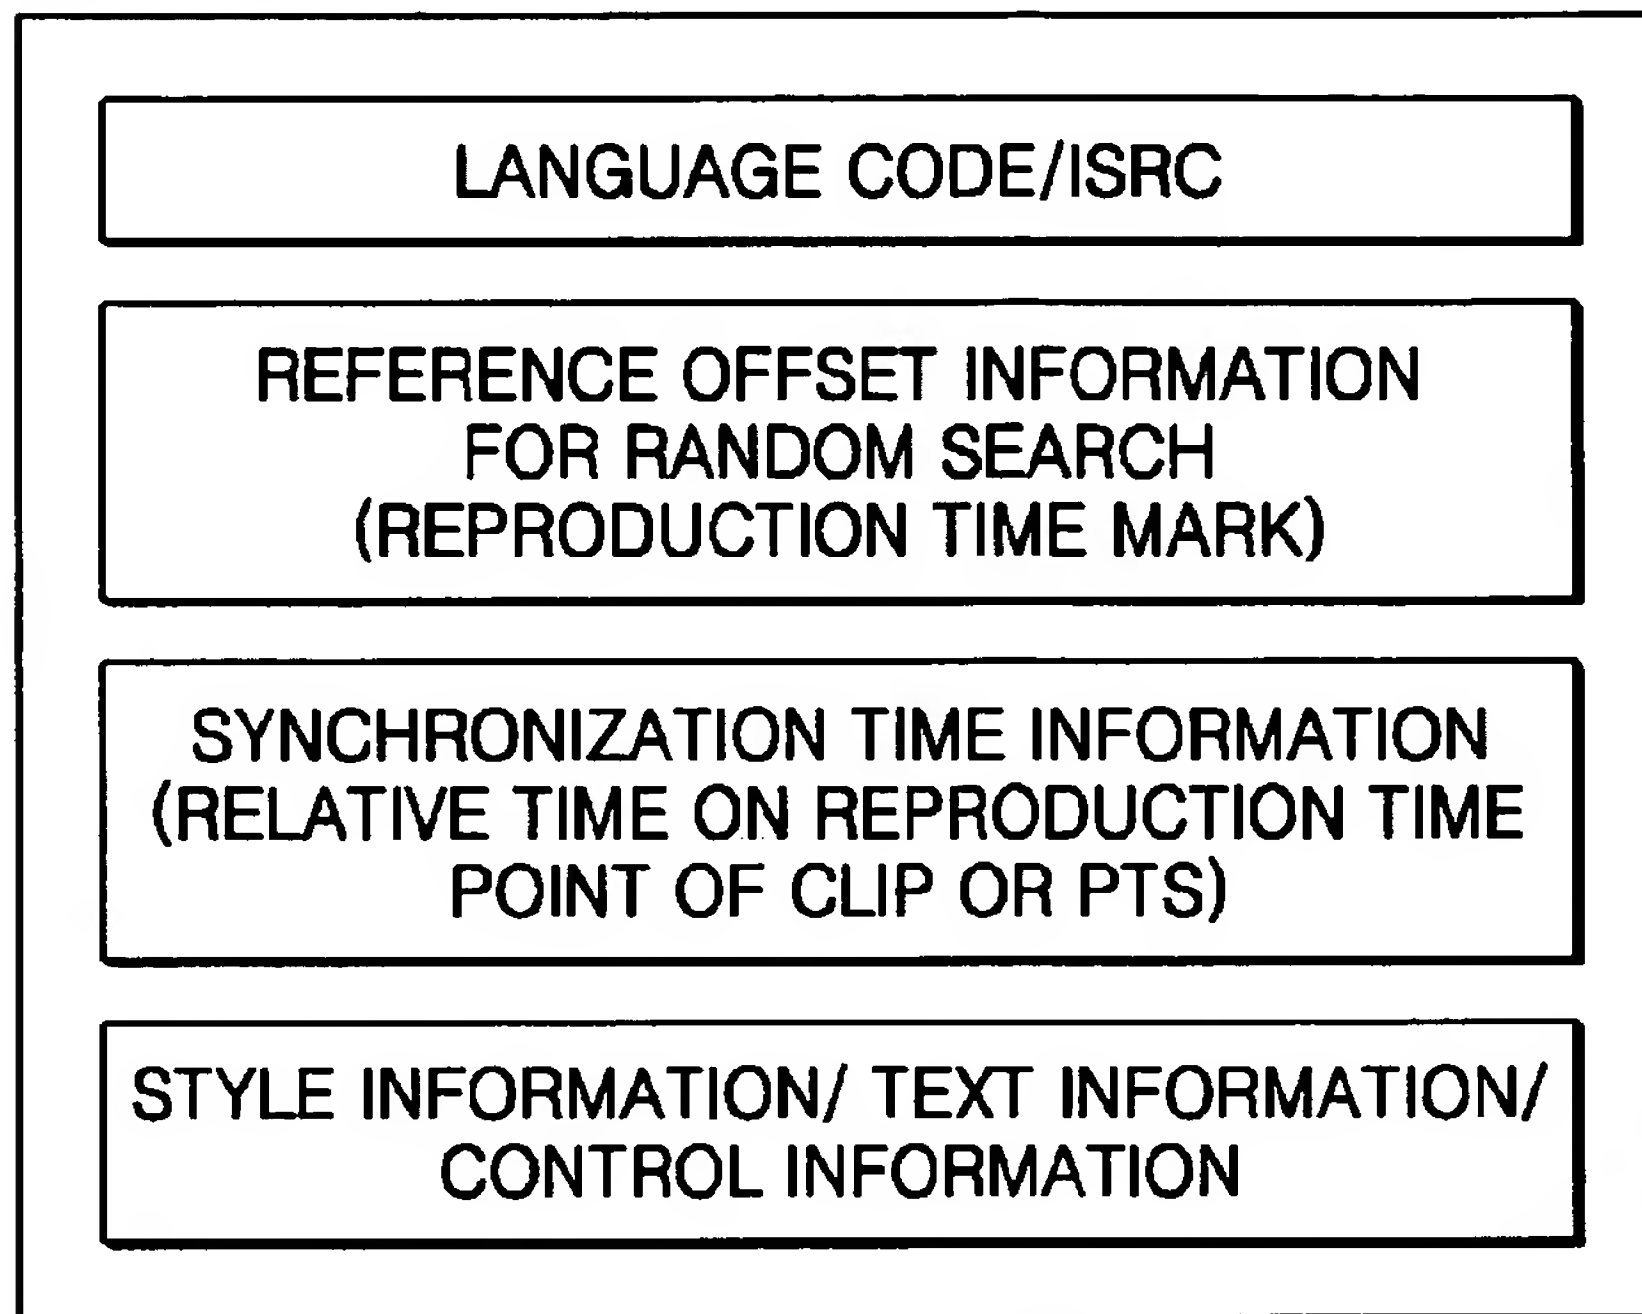 LANGUAGE CODE/ISRC
REFERENCE OFFSET INFORMATION
FOR RANDOM SEARCH
(REPRODUCTION TIME MARK)
SYNCHRONIZATION TIME INFORMATION
(RELATIVE TIME ON REPRODUCTION TIME
POINT OF CLIP OR PTS)
STYLE INFORMATION/ TEXT INFORMATION/
CONTROL INFORMATION